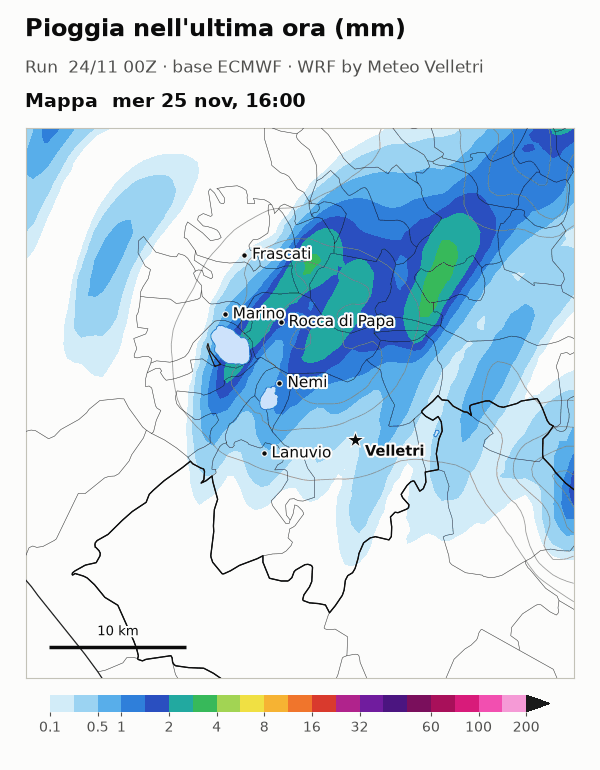 Pioggia nell'ultima ora (mm)
Run  24/11 00Z · base ECMWF · WRF by Meteo Velletri
Mappa  mer 25 nov, 16:00
Frascati
Marino
Rocca di Papa
Nemi
Velletri
Lanuvio
10 km
0.1 0.5 1 2 4 8 16 32 60 100 200